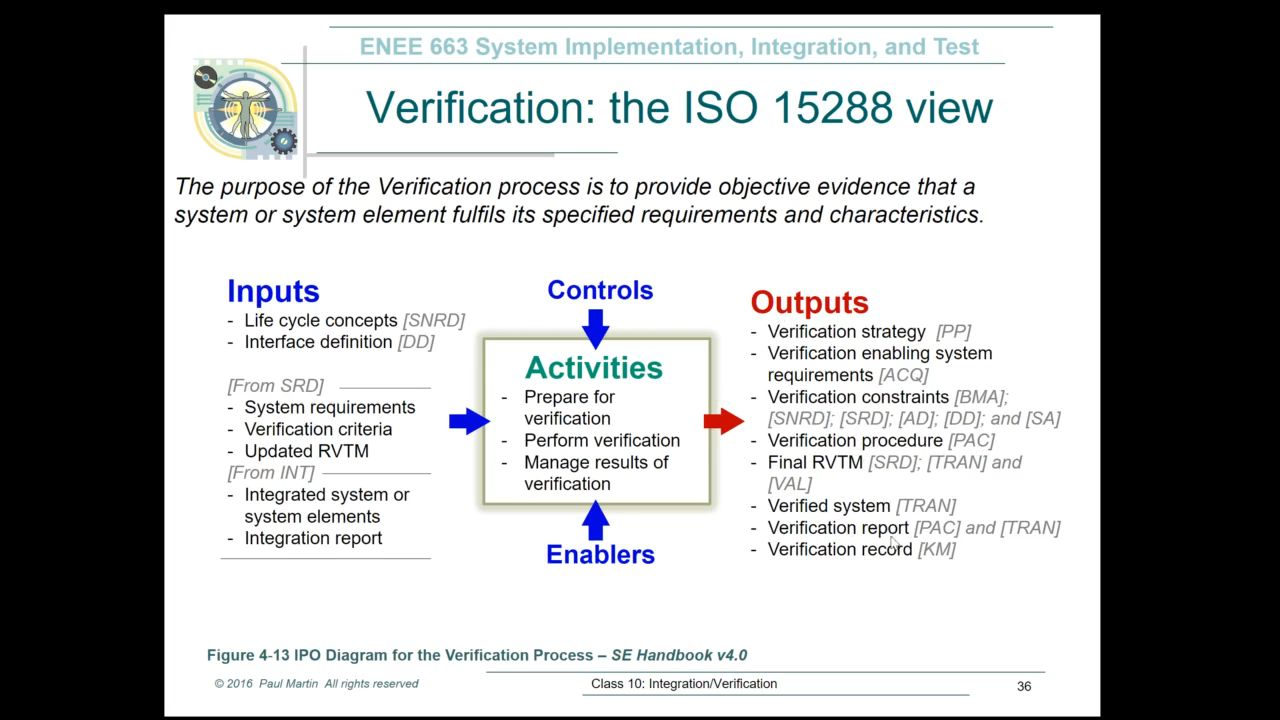 ENEE 663 System Implementation, Integration, and Test
Verification: the ISO 15288 view
The purpose of the Verification process is to provide objective evidence that a
system or system element fulfils its specified requirements and characteristics.
Inputs
- Life cycle concepts [SNRD]
- Interface definition [DD]
[From SRD]
- System requirements
- Verification criteria
- Updated RVTM
[From INT]
- Integrated system or
system elements
- Integration report
Controls
Activities
- Prepare for
verification
- Perform verification
- Manage results of
verification
Enablers
Outputs
- Verification strategy [PP]
- Verification enabling system
requirements [ACQ]
- Verification constraints [BMA];
[SNRD]; [SRD]; [AD]; [DD]; and [SA]
- Verification procedure [PAC]
- Final RVTM [SRD]; [TRAN] and
[VAL]
- Verified system [TRAN]
- Verification report [PAC] and [TRAN]
- Verification record [KM]
Figure 4-13 IPO Diagram for the Verification Process – SE Handbook v4.0
© 2016 Paul Martin All rights reserved
Class 10: Integration/Verification
36